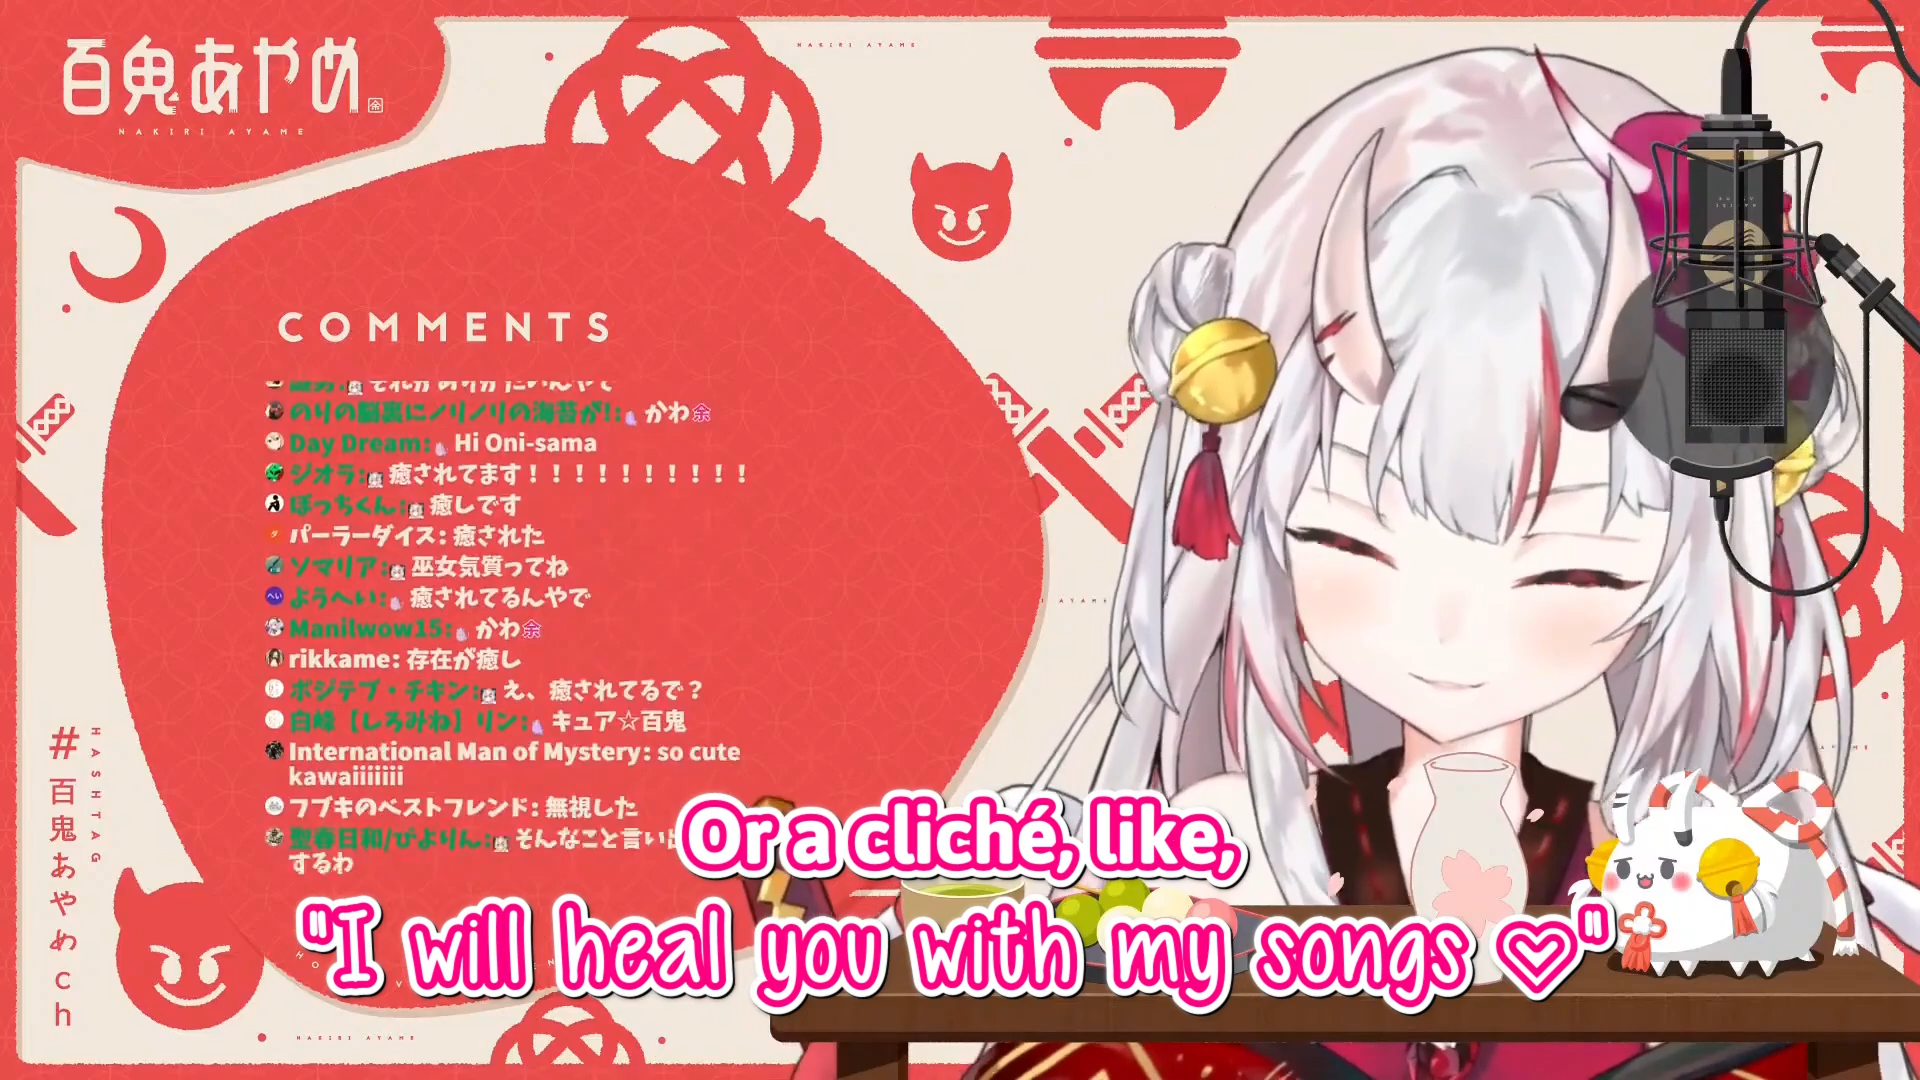 百鬼あやめ
余
NAKIRI AYAME
NAKIRI AYAME
COMMENTS
のりの脳裏にノリノリの海苔が!: かわ余
Day Dream: Hi Oni-sama
ジオラ: 癒されてます！！！！！！！！！！
ぼっちくん: 癒しです
パーラーダイス: 癒された
ソマリア: 巫女気質ってね
ようへい: 癒されてるんやで
Manilwow15: かわ余
rikkame: 存在が癒し
ポジテブ・チキン: え、癒されてるで？
白峰【しろみね】リン: キュア☆百鬼
International Man of Mystery: so cute
kawaiiiiiii
フブキのベストフレンド: 無視した
聖春日和/ぴよりん: そんなこと言い
するわ
HASHTAG
#百鬼あやめch
Or a cliché, like,
"I will heal you with my songs ♡"
NAKIRI AYAME